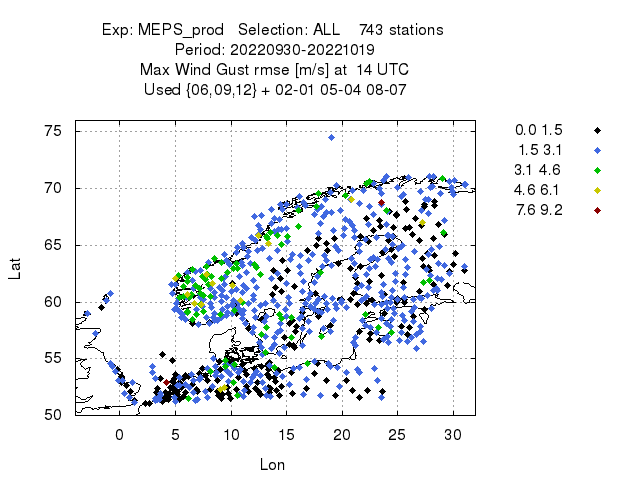 Exp: MEPS_prod Selection: ALL 743 stations
Period: 20220930-20221019
Max Wind Gust rmse [m/s] at 14 UTC
Used {06,09,12} + 02-01 05-04 08-07
0.0 1.5
1.5 3.1
3.1 4.6
4.6 6.1
7.6 9.2
75
70
65
60
55
50
Lat
0 5 10 15 20 25 30
Lon